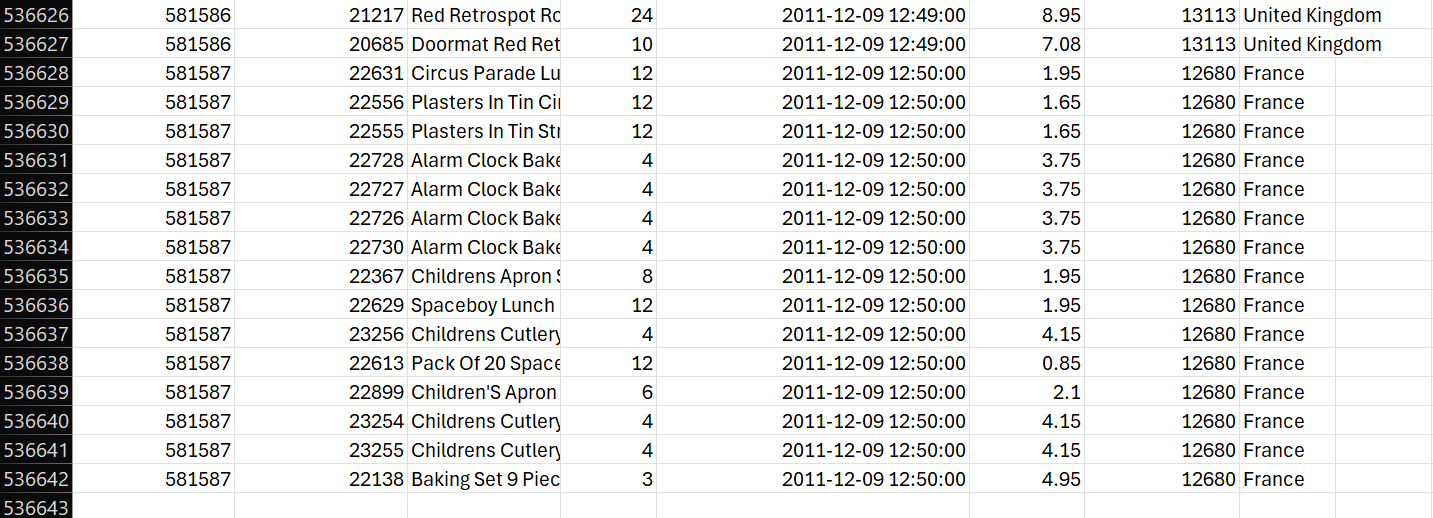 536626 581586 21217 Red Retrospot Ro 24 2011-12-09 12:49:00 8.95 13113 United Kingdom
536627 581586 20685 Doormat Red Ret 10 2011-12-09 12:49:00 7.08 13113 United Kingdom
536628 581587 22631 Circus Parade Lu 12 2011-12-09 12:50:00 1.95 12680 France
536629 581587 22556 Plasters In Tin Cir 12 2011-12-09 12:50:00 1.65 12680 France
536630 581587 22555 Plasters In Tin Str 12 2011-12-09 12:50:00 1.65 12680 France
536631 581587 22728 Alarm Clock Bake 4 2011-12-09 12:50:00 3.75 12680 France
536632 581587 22727 Alarm Clock Bake 4 2011-12-09 12:50:00 3.75 12680 France
536633 581587 22726 Alarm Clock Bake 4 2011-12-09 12:50:00 3.75 12680 France
536634 581587 22730 Alarm Clock Bake 4 2011-12-09 12:50:00 3.75 12680 France
536635 581587 22367 Childrens Apron S 8 2011-12-09 12:50:00 1.95 12680 France
536636 581587 22629 Spaceboy Lunch 12 2011-12-09 12:50:00 1.95 12680 France
536637 581587 23256 Childrens Cutlery 4 2011-12-09 12:50:00 4.15 12680 France
536638 581587 22613 Pack Of 20 Space 12 2011-12-09 12:50:00 0.85 12680 France
536639 581587 22899 Children'S Apron 6 2011-12-09 12:50:00 2.1 12680 France
536640 581587 23254 Childrens Cutlery 4 2011-12-09 12:50:00 4.15 12680 France
536641 581587 23255 Childrens Cutlery 4 2011-12-09 12:50:00 4.15 12680 France
536642 581587 22138 Baking Set 9 Piec 3 2011-12-09 12:50:00 4.95 12680 France
536643